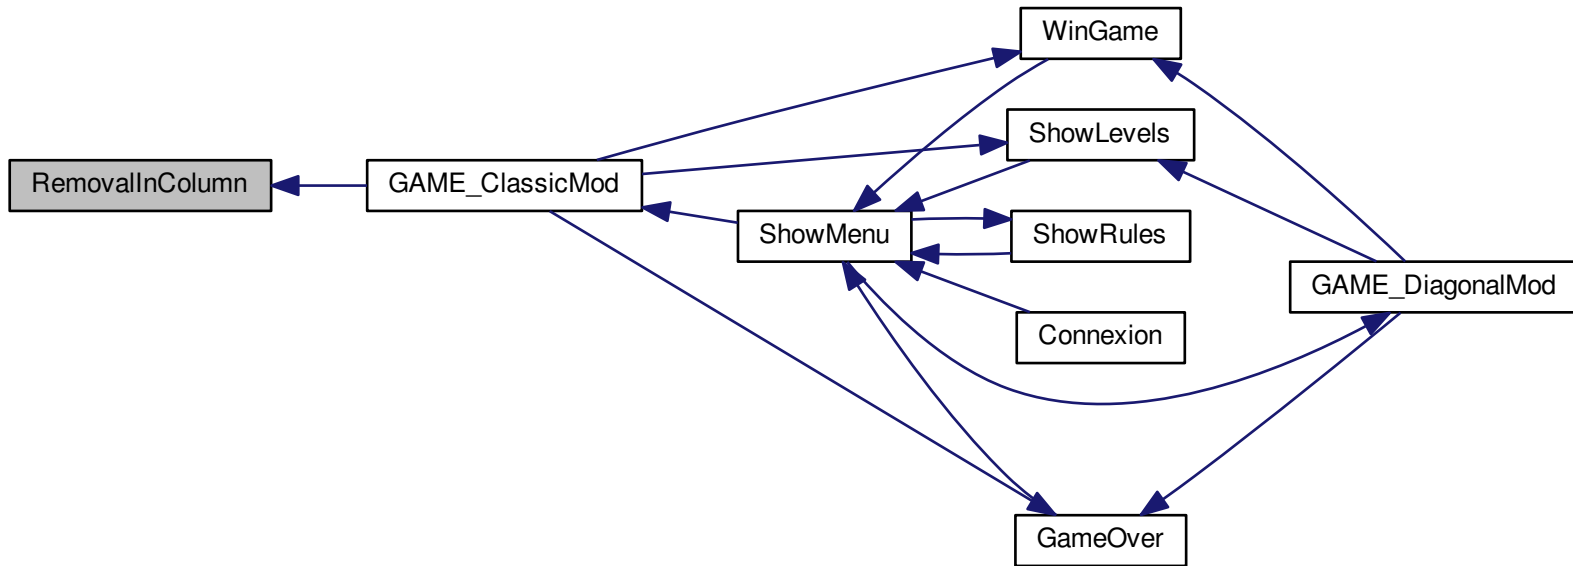 WinGame
ShowLevels
RemovalInColumn
GAME_ClassicMod
ShowMenu
ShowRules
GAME_DiagonalMod
Connexion
GameOver